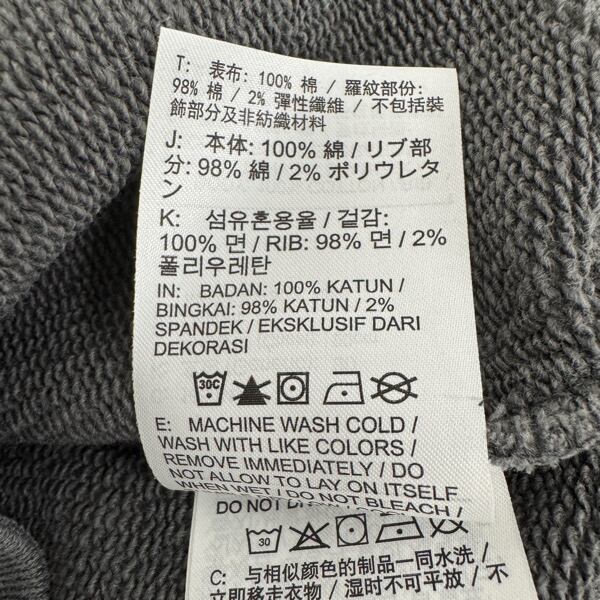 T: 表布: 100% 棉 / 羅紋部份:
98% 棉 / 2% 彈性纖維 / 不包括裝
飾部分及非紡織材料
J: 本体: 100% 綿 / リブ部
分: 98% 綿 / 2% ポリウレタ
ン
K: 섬유혼용율 / 겉감:
100% 면 / RIB: 98% 면 / 2%
폴리우레탄
IN: BADAN: 100% KATUN /
BINGKAI: 98% KATUN / 2%
SPANDEK / EKSKLUSIF DARI
DEKORASI
30C
E: MACHINE WASH COLD /
WASH WITH LIKE COLORS /
REMOVE IMMEDIATELY / DO
NOT ALLOW TO LAY ON ITSELF
WHEN WET / DO NOT BLEACH /
DO NOT
30
C: 与相似颜色的制品一同水洗 /
立即移走衣物 / 湿时不可平放 / 不